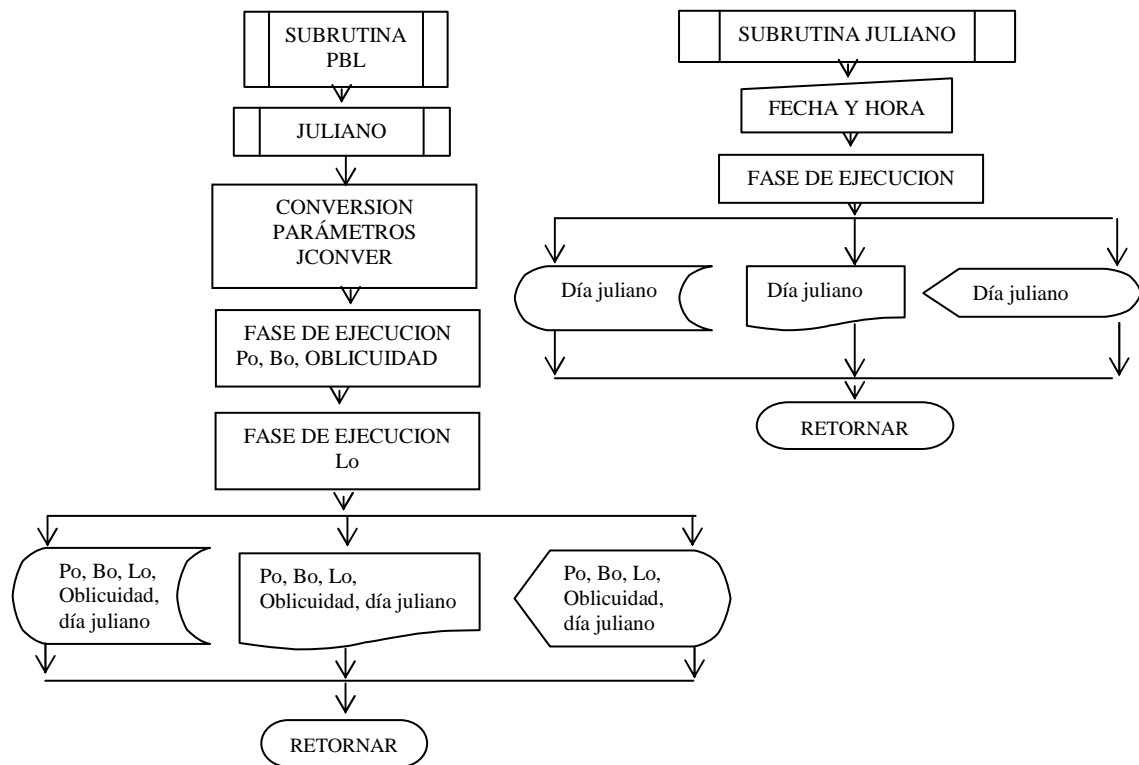 SUBRUTINA
PBL
JULIANO
CONVERSION
PARÁMETROS
JCONVER
FASE DE EJECUCION
Po, Bo, OBLICUIDAD
FASE DE EJECUCION
Lo
Po, Bo, Lo,
Oblicuidad,
día juliano
Po, Bo, Lo,
Oblicuidad, día juliano
Po, Bo, Lo,
Oblicuidad,
día juliano
RETORNAR
SUBRUTINA JULIANO
FECHA Y HORA
FASE DE EJECUCION
Día juliano
Día juliano
Día juliano
RETORNAR